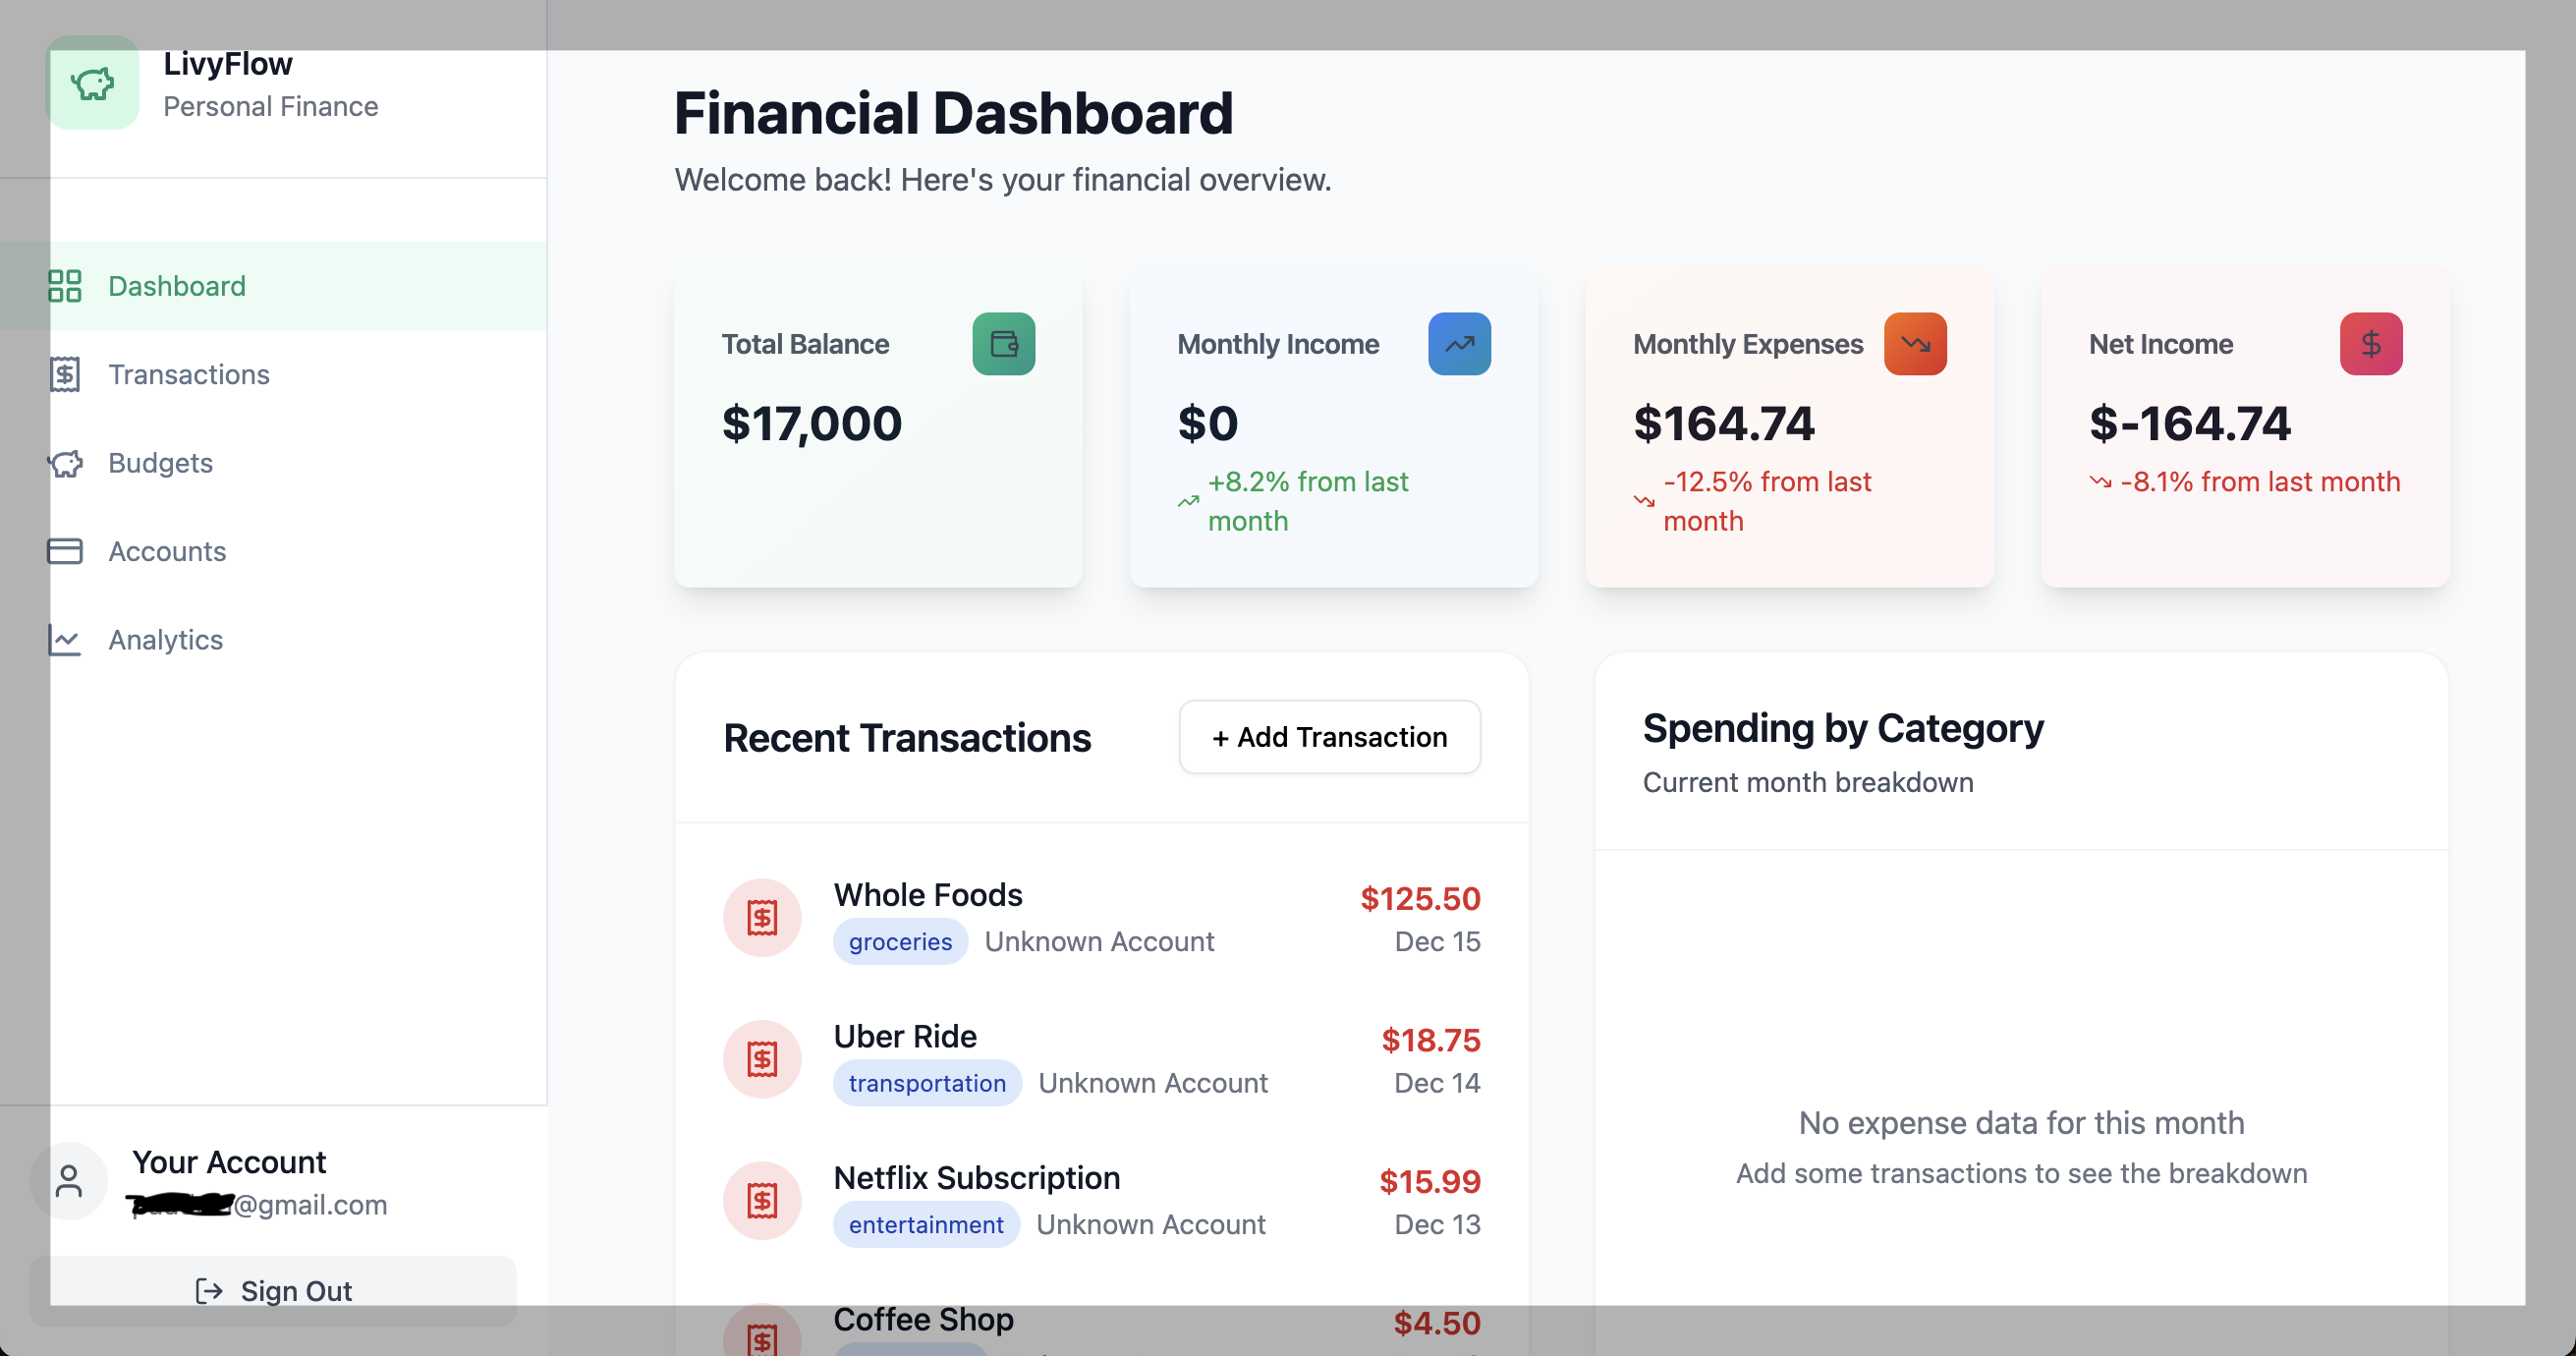 LivyFlow
Personal Finance
Dashboard
Transactions
Budgets
Accounts
Analytics
Your Account
@gmail.com
Sign Out
Financial Dashboard
Welcome back! Here's your financial overview.
Total Balance
$17,000
Monthly Income
$0
+8.2% from last
month
Monthly Expenses
$164.74
-12.5% from last
month
Net Income
$-164.74
-8.1% from last month
Recent Transactions
+ Add Transaction
Whole Foods
$125.50
groceries Unknown Account
Dec 15
Uber Ride
$18.75
transportation Unknown Account
Dec 14
Netflix Subscription
$15.99
entertainment Unknown Account
Dec 13
Coffee Shop
$4.50
Spending by Category
Current month breakdown
No expense data for this month
Add some transactions to see the breakdown